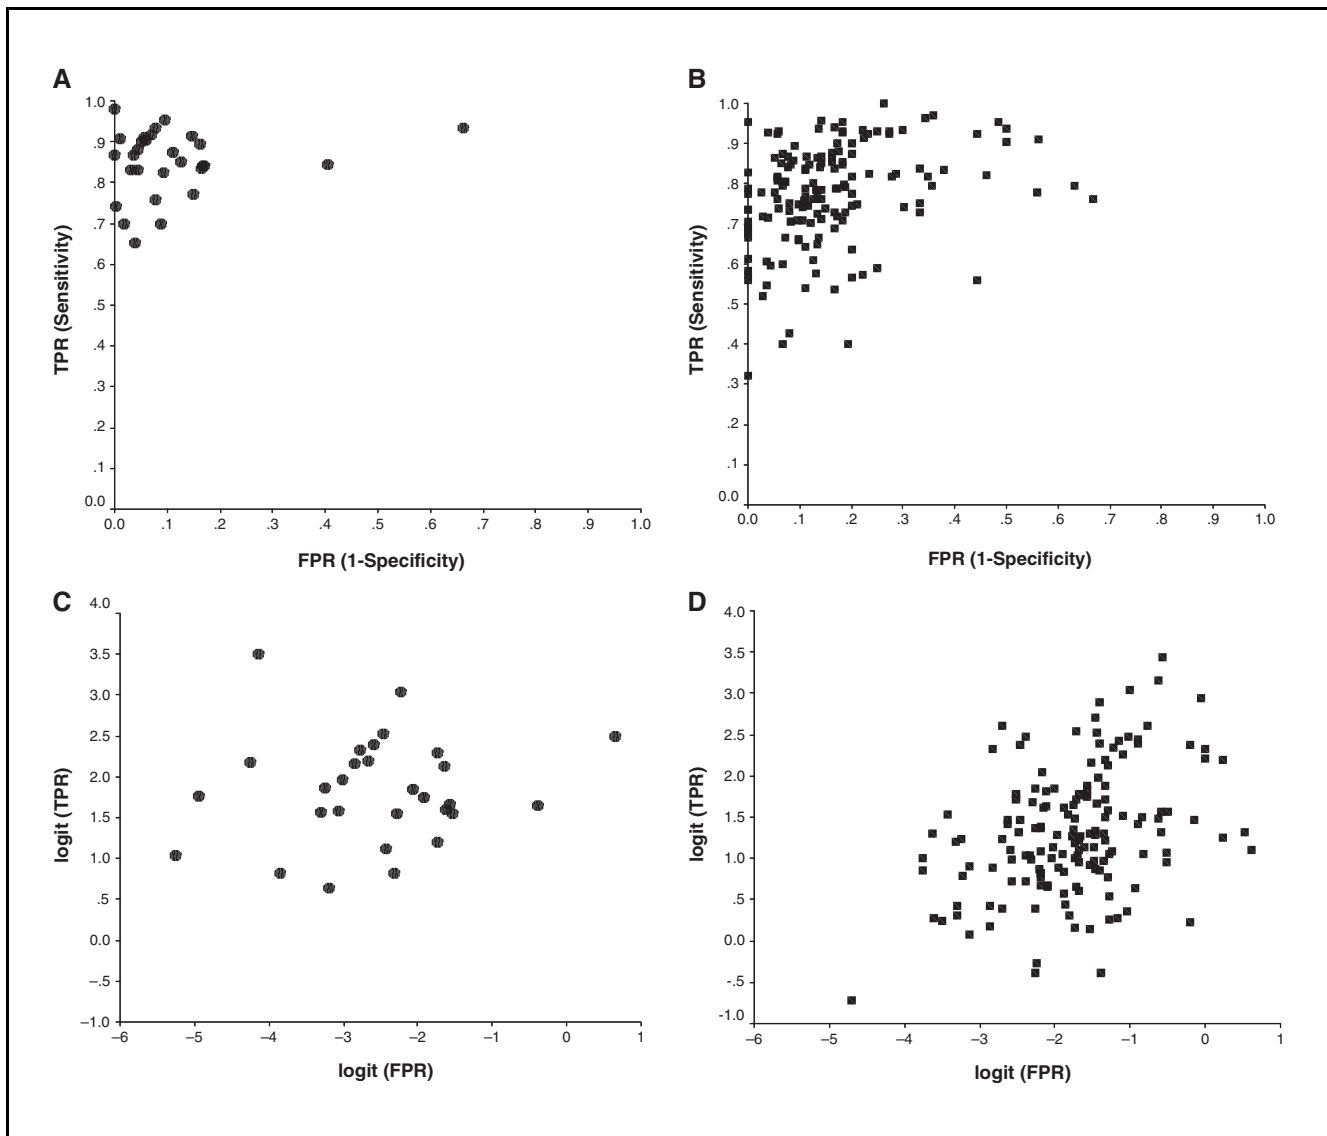 A
1.0
.9
.8
.7
.6
.5
.4
.3
.2
.1
0.0
0.0 .1 .2 .3 .4 .5 .6 .7 .8 .9 1.0
TPR (Sensitivity)
FPR (1-Specificity)
B
1.0
.9
.8
.7
.6
.5
.4
.3
.2
.1
0.0
0.0 .1 .2 .3 .4 .5 .6 .7 .8 .9 1.0
TPR (Sensitivity)
FPR (1-Specificity)
C
4.0
3.5
3.0
2.5
2.0
1.5
1.0
.5
0.0
–.5
–1.0
–6 –5 –4 –3 –2 –1 0 1
logit (TPR)
logit (FPR)
D
4.0
3.5
3.0
2.5
2.0
1.5
1.0
.5
0.0
-.5
-1.0
–6 –5 –4 –3 –2 –1 0 1
logit (TPR)
logit (FPR)